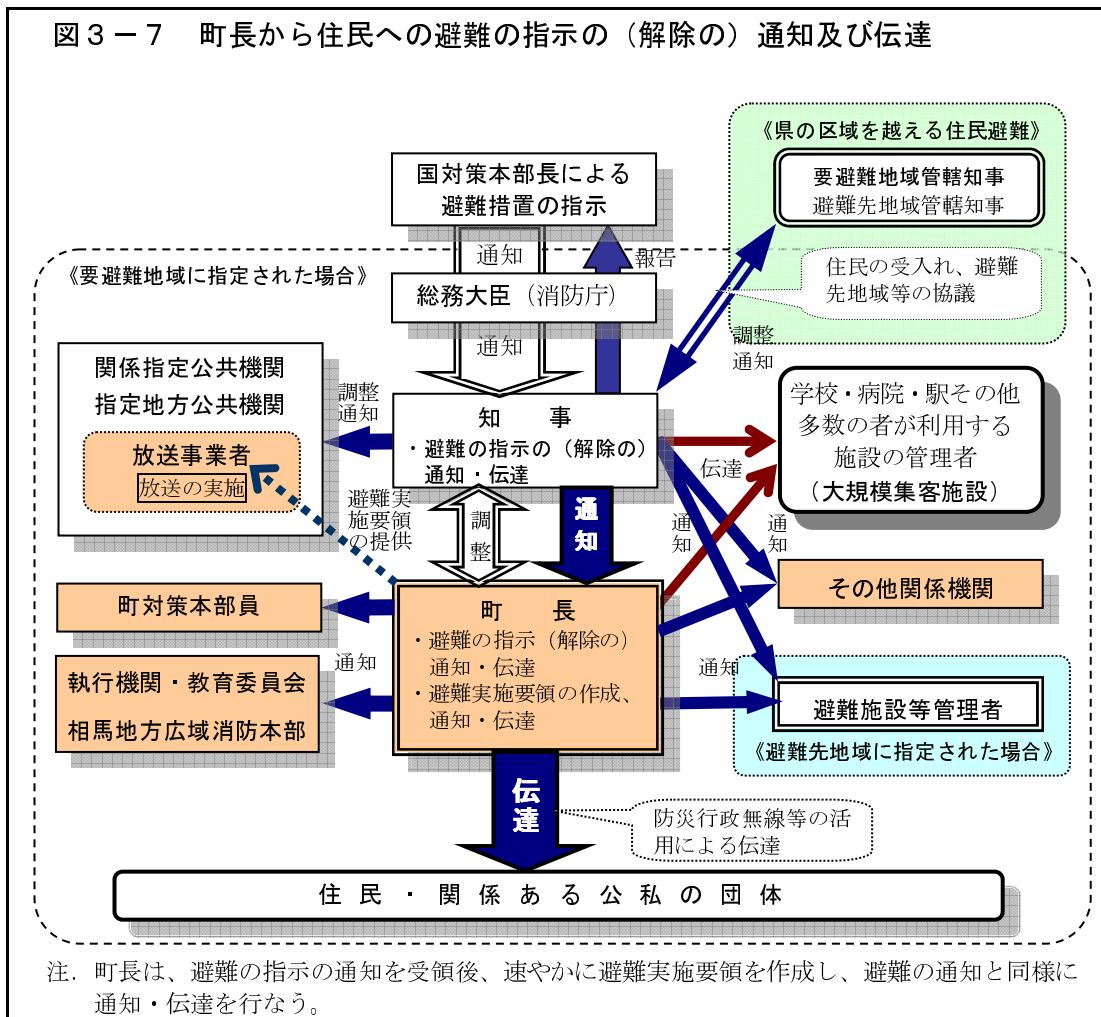 図３－７　町長から住民への避難の指示の（解除の）通知及び伝達
《県の区域を越える住民避難》
要避難地域管轄知事
避難先地域管轄知事
国対策本部長による
避難措置の指示
通知
報告
《要避難地域に指定された場合》
住民の受入れ、避難
先地域等の協議
総務大臣（消防庁）
通知
調整
通知
関係指定公共機関
指定地方公共機関
放送事業者
放送の実施
調整
通知
知　事
・避難の指示の（解除の）
通知・伝達
学校・病院・駅その他
多数の者が利用する
施設の管理者
（大規模集客施設）
伝達
避難実
施要領
の提供
調整
通知
通知
通知
その他関係機関
町対策本部員
町　長
・避難の指示（解除の）
通知・伝達
・避難実施要領の作成、
通知・伝達
通知
執行機関・教育委員会
相馬地方広域消防本部
通知
避難施設等管理者
《避難先地域に指定された場合》
伝達
防災行政無線等の活
用による伝達
住民・関係ある公私の団体
注．町長は、避難の指示の通知を受領後、速やかに避難実施要領を作成し、避難の通知と同様に
通知・伝達を行なう。